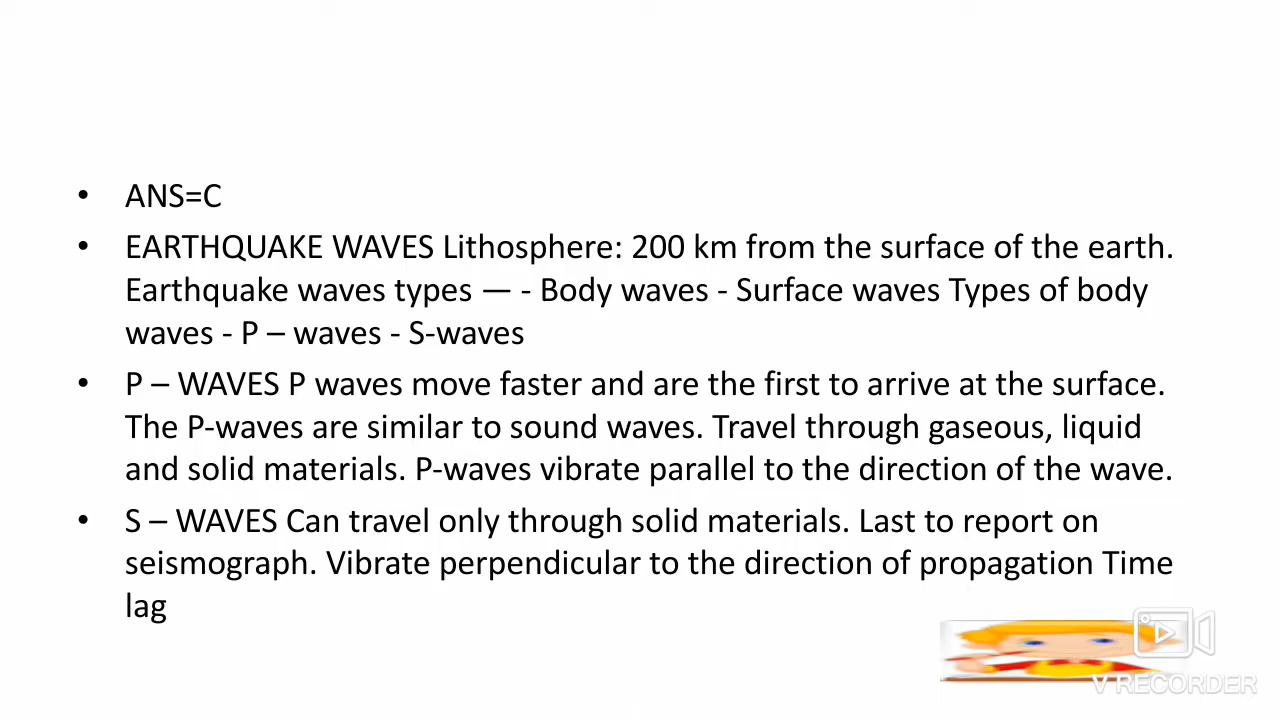 • ANS=C
• EARTHQUAKE WAVES Lithosphere: 200 km from the surface of the earth.
Earthquake waves types — - Body waves - Surface waves Types of body
waves - P – waves - S-waves
• P – WAVES P waves move faster and are the first to arrive at the surface.
The P-waves are similar to sound waves. Travel through gaseous, liquid
and solid materials. P-waves vibrate parallel to the direction of the wave.
• S – WAVES Can travel only through solid materials. Last to report on
seismograph. Vibrate perpendicular to the direction of propagation Time
lag
V RECORDER